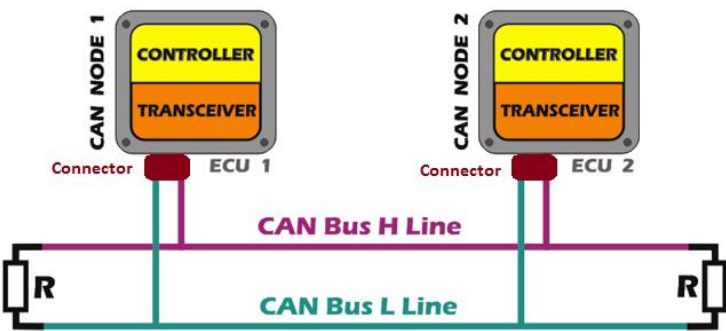 CAN NODE 1
CONTROLLER
TRANSCEIVER
Connector
ECU 1
CAN NODE 2
CONTROLLER
TRANSCEIVER
Connector
ECU 2
CAN Bus H Line
R
R
CAN Bus L Line